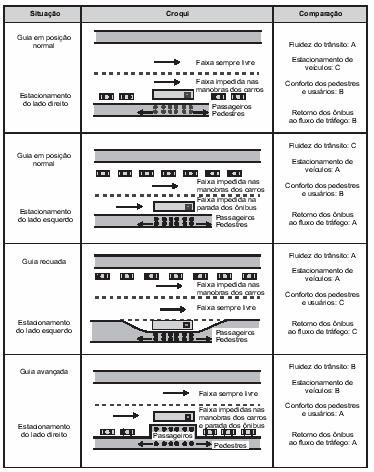 Situação
Croqui
Comparação
Guia em posição
normal
Estacionamento
do lado direito
Faixa sempre livre
Faixa impedida nas
manobras dos carros
Passageiros
Pedestres
Fluidez do trânsito: A
Estacionamento de
veículos: C
Conforto dos pedestres
e usuários: B
Retorno dos ônibus
ao fluxo de tráfego: B
Guia em posição
normal
Estacionamento
do lado esquerdo
Faixa impedida nas
manobras dos carros
Faixa impedida na
parada dos ônibus
Passageiros
Pedestres
Fluidez do trânsito: C
Estacionamento de
veículos: A
Conforto dos pedestres
e usuários: B
Retorno dos ônibus
ao fluxo de tráfego: A
Guia recuada
Estacionamento
do lado esquerdo
Faixa impedida nas
manobras dos carros
Faixa sempre livre
Passageiros
Pedestres
Fluidez do trânsito: A
Estacionamento de
veículos: A
Conforto dos pedestres
e usuários: C
Retorno dos ônibus
ao fluxo de tráfego: C
Guia avançada
Estacionamento
do lado direito
Faixa sempre livre
Faixa impedidas nas
manobras dos carros
e parada dos ônibus
Passageiros
Pedestres
Fluidez do trânsito: B
Estacionamento de
veículos: B
Conforto dos pedestres
e usuários: A
Retorno dos ônibus
ao fluxo de tráfego: A